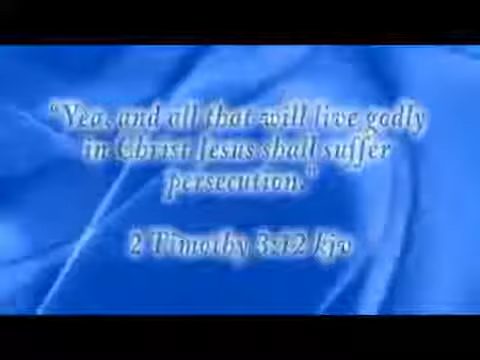 "Yea, and all that will live godly
in Christ Jesus shall suffer
persecution."
2 Timothy 3:12 kjv